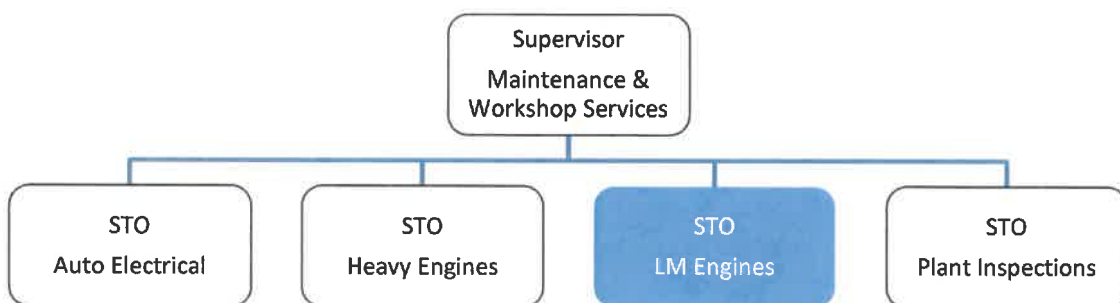 Supervisor
Maintenance &
Workshop Services
STO
Auto Electrical
STO
Heavy Engines
STO
LM Engines
STO
Plant Inspections